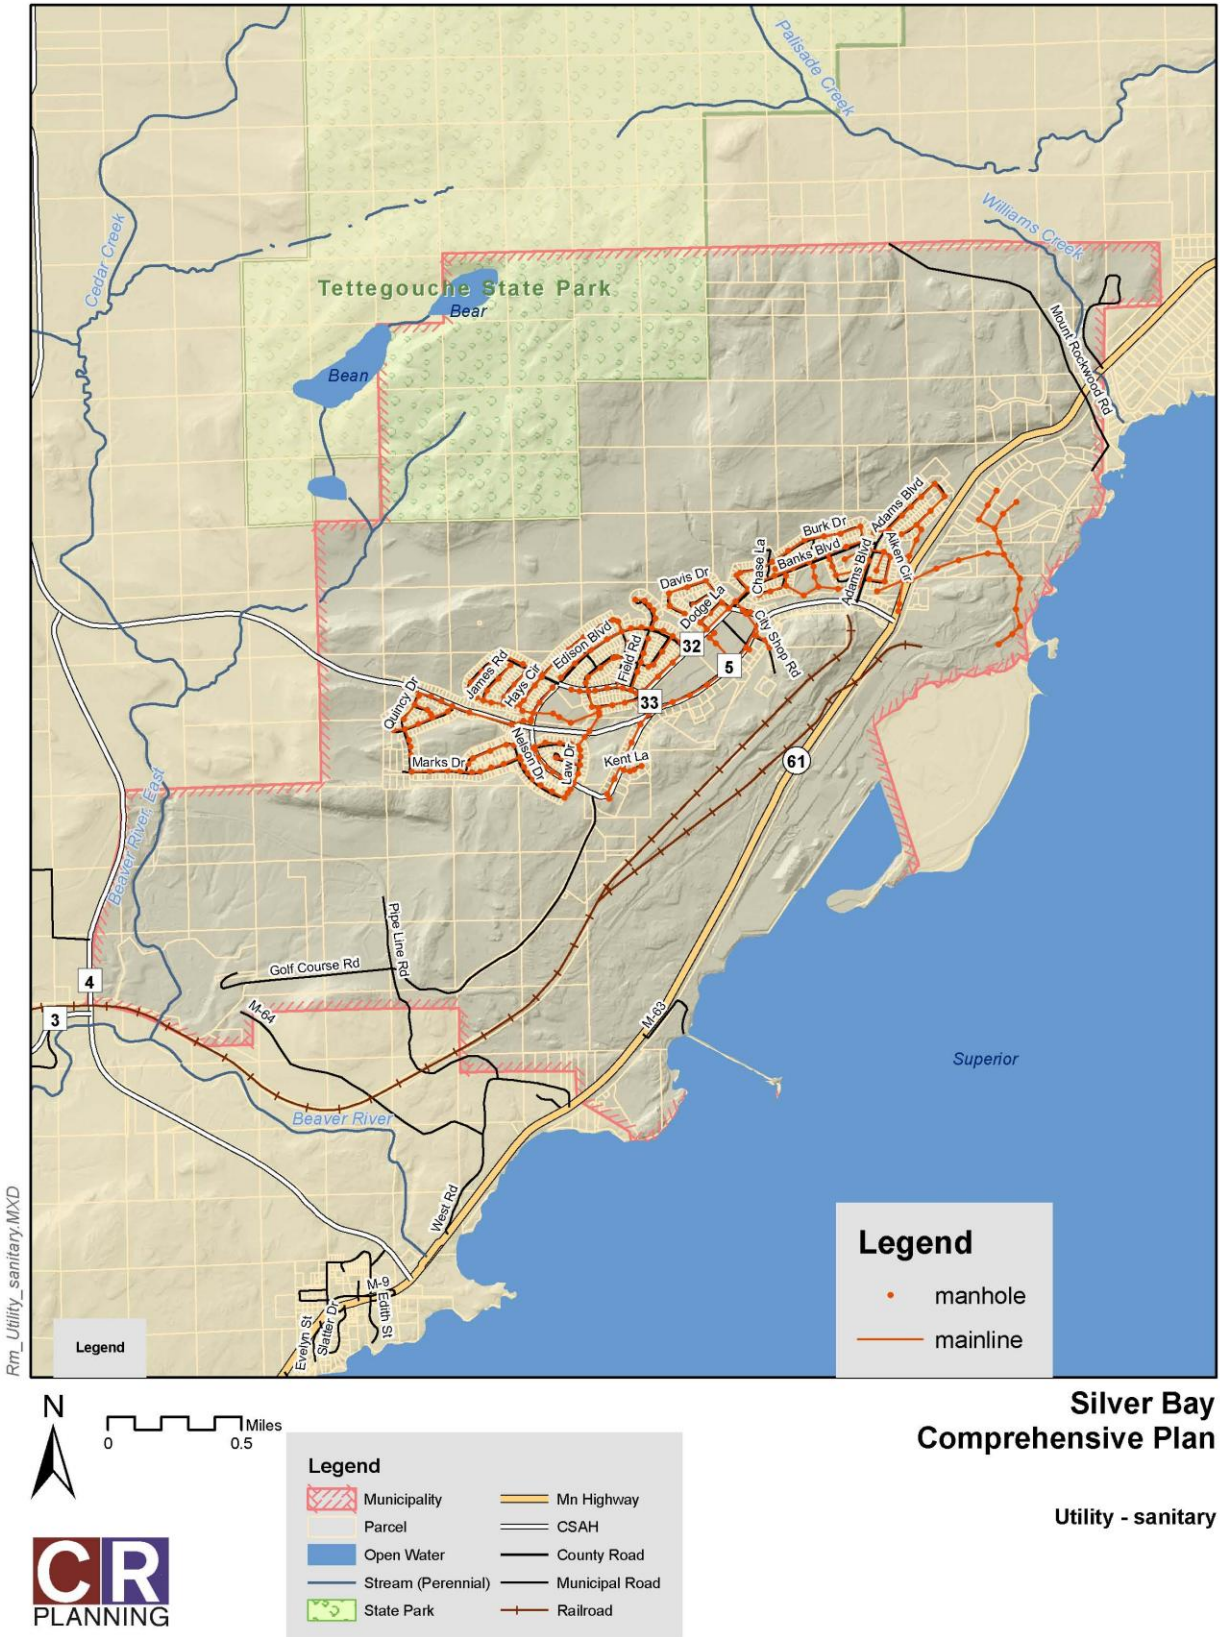 Palisade Creek
Williams Creek
Cedar Creek
Tettegouche State Park
Bear
Bean
Mount Rockwood Rd
Adams Blvd
Burk Dr
Banks Blvd
Aiken Cir
Adams Blvd
Chase La
Davis Dr
Dodge La
City Shop Rd
Edison Blvd
Field Rd
32
5
33
James Rd
Hays Cir
Quincy Dr
Nelson Dr
Law Dr
Kent La
Marks Dr
61
Beaver River, East
Pipe Line Rd
Golf Course Rd
4
3
M-64
M-63
Superior
Beaver River
West Rd
M-9
Edith St
Slatter Dr
Evelyn St
Rm_Utility_sanitary.MXD
Legend
Legend
manhole
mainline
N
0 0.5 Miles
Silver Bay
Comprehensive Plan
Utility - sanitary
Legend
Municipality
Parcel
Open Water
Stream (Perennial)
State Park
Mn Highway
CSAH
County Road
Municipal Road
Railroad
CR
PLANNING